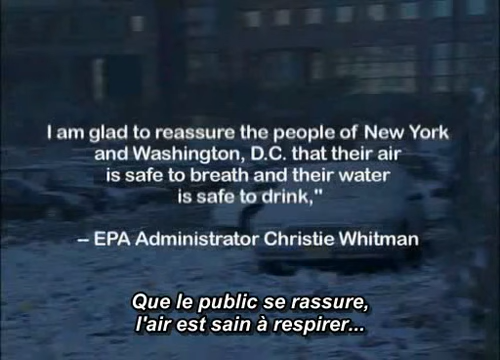 I am glad to reassure the people of New York
and Washington, D.C. that their air
is safe to breath and their water
is safe to drink,"
– EPA Administrator Christie Whitman
Que le public se rassure,
l'air est sain à respirer...